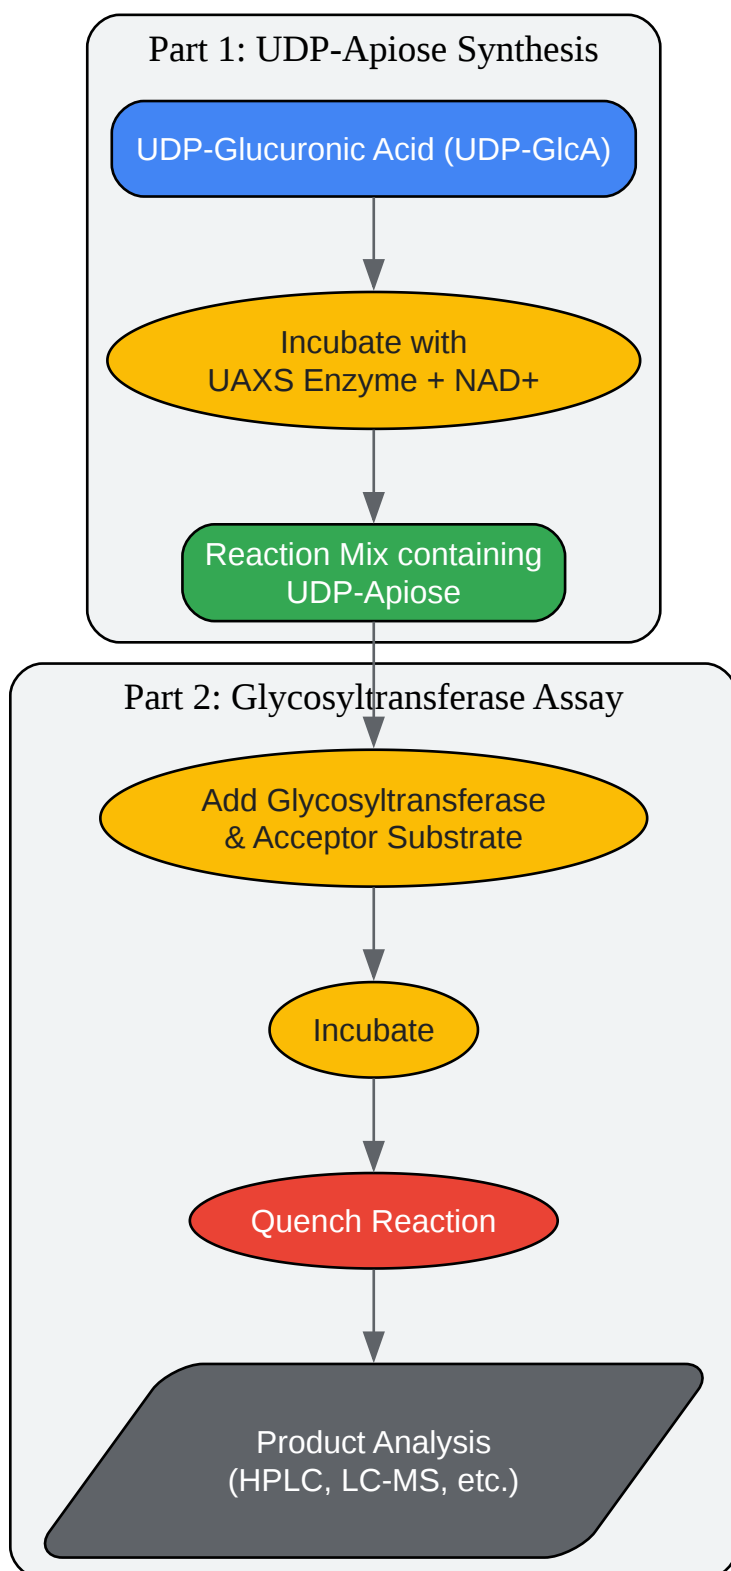 Part 1: UDP-Apiose Synthesis
UDP-Glucuronic Acid (UDP-GlcA)
Incubate with
UAXS Enzyme + NAD+
Reaction Mix containing
UDP-Apiose
Part 2: Glycosyltransferase Assay
Add Glycosyltransferase
& Acceptor Substrate
Incubate
Quench Reaction
Product Analysis
(HPLC, LC-MS, etc.)